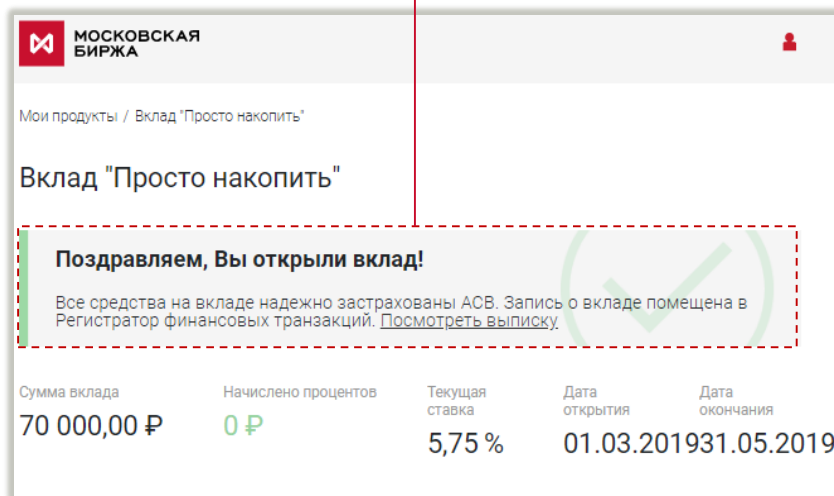 МОСКОВСКАЯ
БИРЖА
Мои продукты / Вклад "Просто накопить"
Вклад "Просто накопить"
Поздравляем, Вы открыли вклад!
Все средства на вкладе надежно застрахованы АСВ. Запись о вкладе помещена в
Регистратор финансовых транзакций. Посмотреть выписку
Сумма вклада
70 000,00 ₽
Начислено процентов
0 ₽
Текущая
ставка
5,75 %
Дата
открытия
01.03.2019
Дата
окончания
31.05.2019